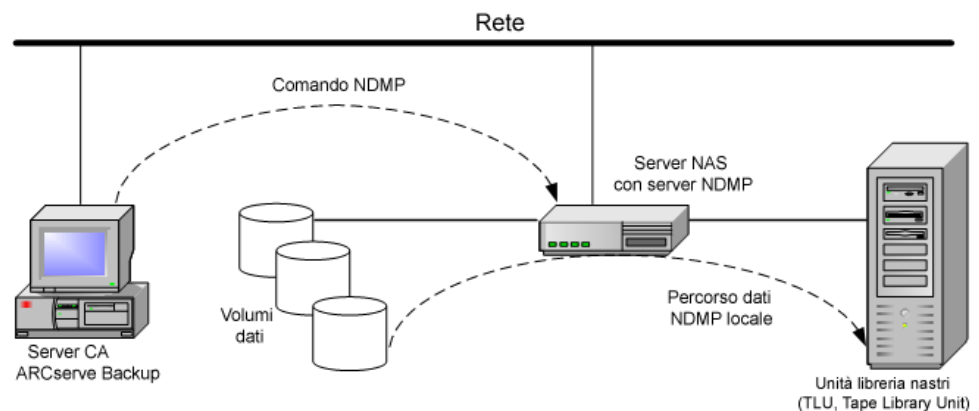 Rete
Comando NDMP
Server NAS
con server NDMP
Volumi
dati
Percorso dati
NDMP locale
Server CA
ARCserve Backup
Unità libreria nastri
(TLU, Tape Library Unit)